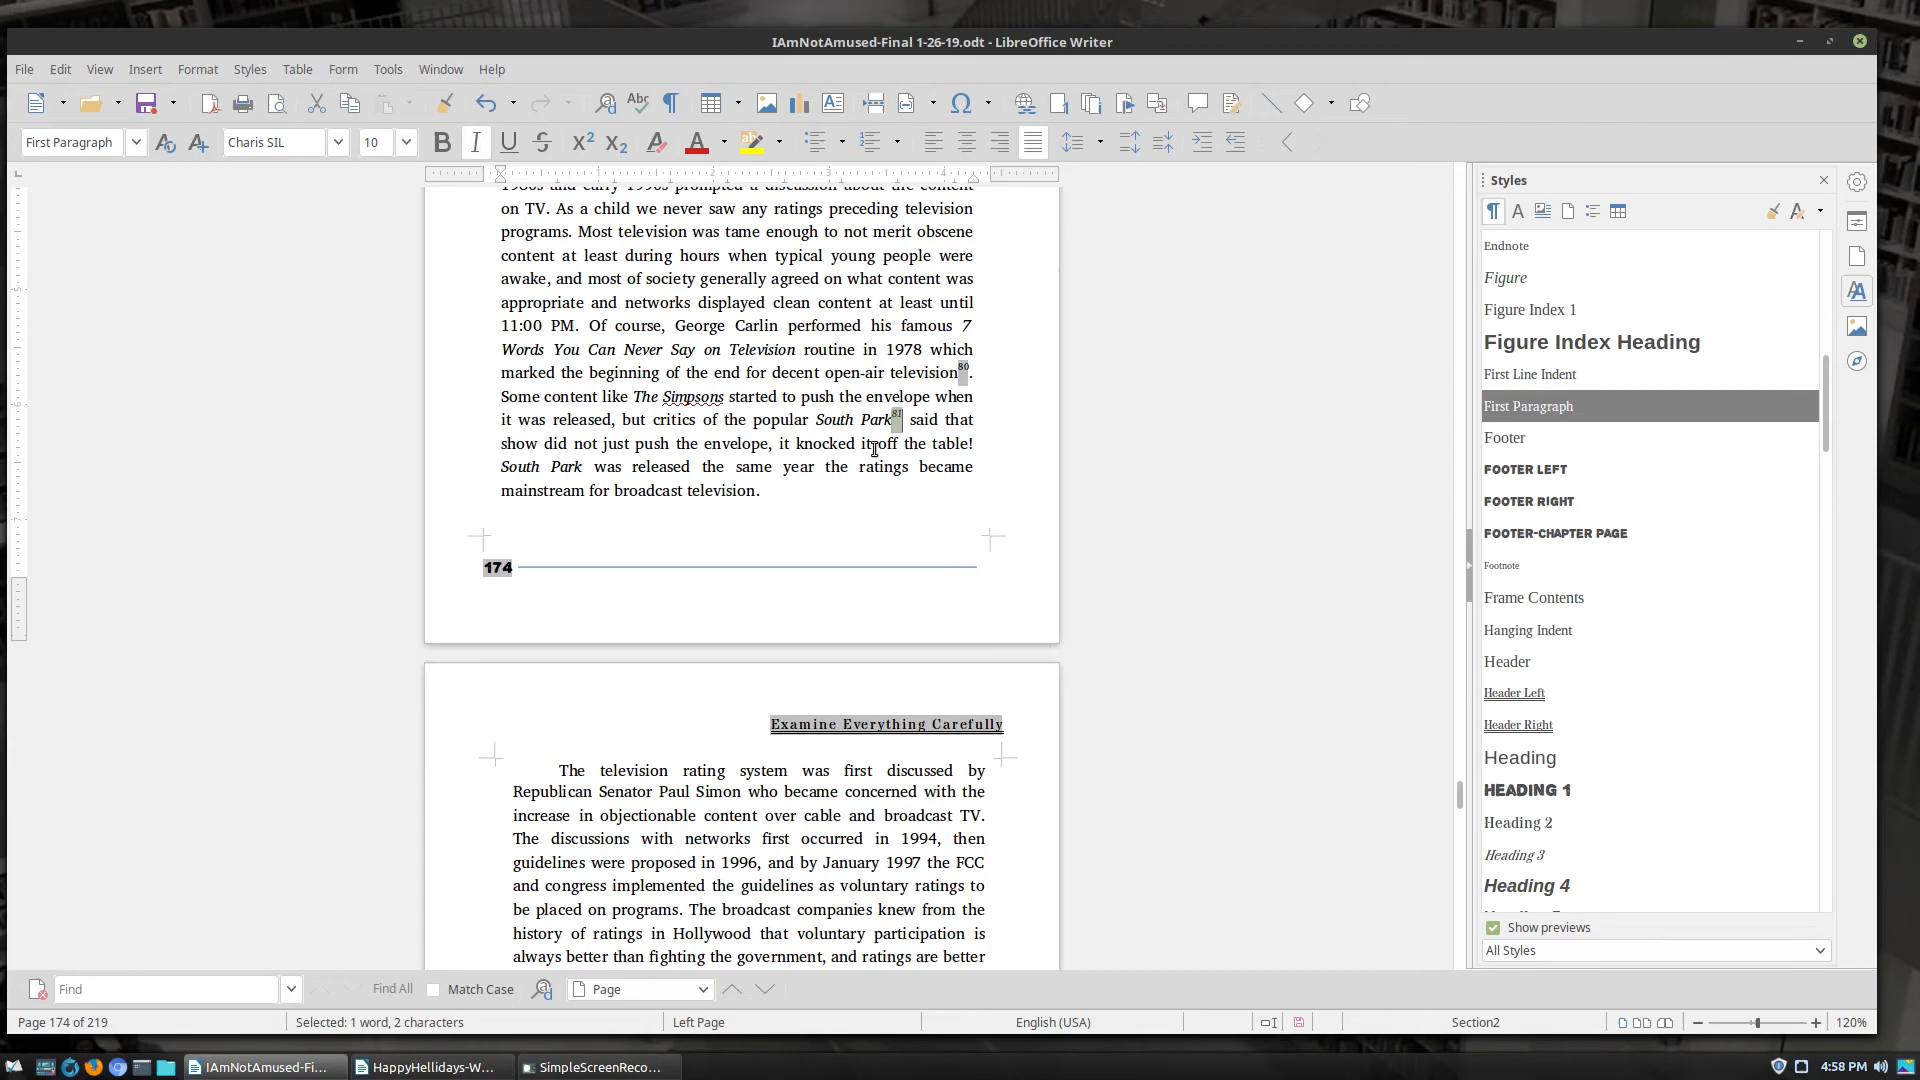 IAmNotAmused-Final 1-26-19.odt - LibreOffice Writer
File Edit View Insert Format Styles Table Form Tools Window Help
First Paragraph Charis SIL 10
on TV. As a child we never saw any ratings preceding television
programs. Most television was tame enough to not merit obscene
content at least during hours when typical young people were
awake, and most of society generally agreed on what content was
appropriate and networks displayed clean content at least until
11:00 PM. Of course, George Carlin performed his famous 7
Words You Can Never Say on Television routine in 1978 which
marked the beginning of the end for decent open-air television80.
Some content like The Simpsons started to push the envelope when
it was released, but critics of the popular South Park81 said that
show did not just push the envelope, it knocked it off the table!
South Park was released the same year the ratings became
mainstream for broadcast television.
174
Examine Everything Carefully
The television rating system was first discussed by
Republican Senator Paul Simon who became concerned with the
increase in objectionable content over cable and broadcast TV.
The discussions with networks first occurred in 1994, then
guidelines were proposed in 1996, and by January 1997 the FCC
and congress implemented the guidelines as voluntary ratings to
be placed on programs. The broadcast companies knew from the
history of ratings in Hollywood that voluntary participation is
always better than fighting the government, and ratings are better
Styles
Endnote
Figure
Figure Index 1
Figure Index Heading
First Line Indent
First Paragraph
Footer
FOOTER LEFT
FOOTER RIGHT
FOOTER-CHAPTER PAGE
Footnote
Frame Contents
Hanging Indent
Header
Header Left
Header Right
Heading
HEADING 1
Heading 2
Heading 3
Heading 4
Show previews
All Styles
Find Find All Match Case Page
Page 174 of 219 Selected: 1 word, 2 characters Left Page English (USA) Section2 120%
IAmNotAmused-Fi... HappyHellidays-W... SimpleScreenReco... 4:58 PM